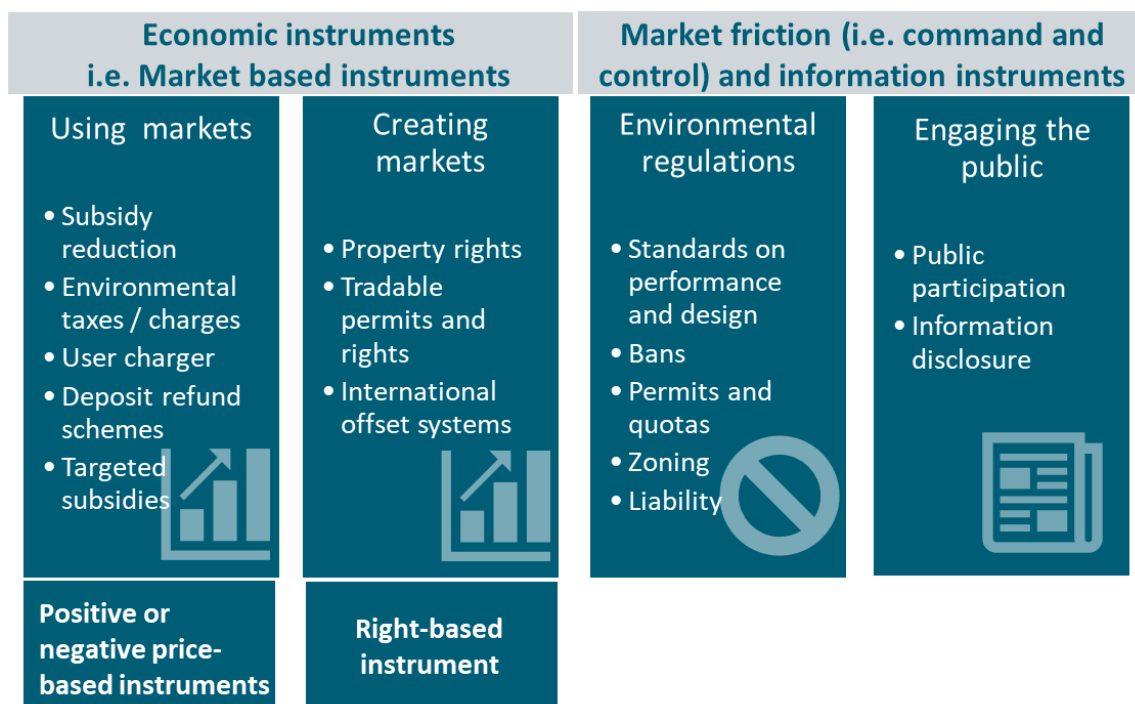 Economic instruments
i.e. Market based instruments
Market friction (i.e. command and
control) and information instruments
Using markets
• Subsidy
reduction
• Environmental
taxes / charges
• User charger
• Deposit refund
schemes
• Targeted
subsidies
Positive or
negative price-
based instruments
Creating
markets
• Property rights
• Tradable
permits and
rights
• International
offset systems
Right-based
instrument
Environmental
regulations
• Standards on
performance
and design
• Bans
• Permits and
quotas
• Zoning
• Liability
Engaging the
public
• Public
participation
• Information
disclosure